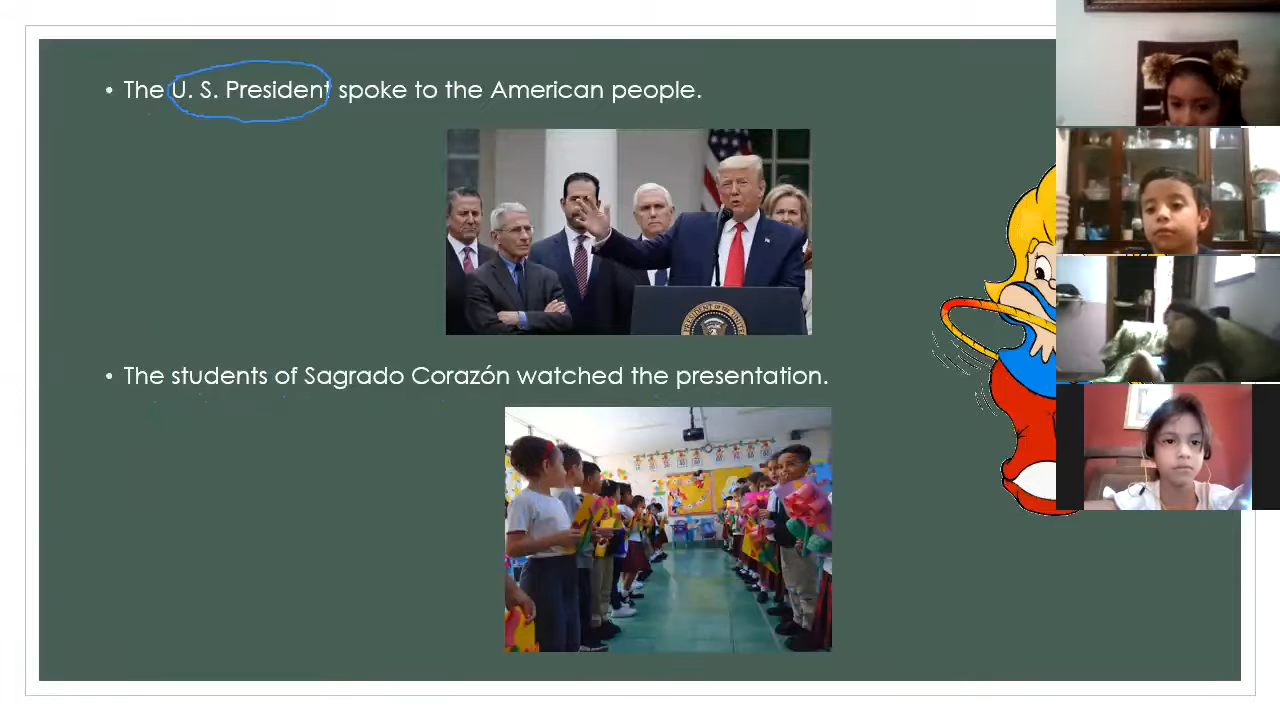 • The U. S. President spoke to the American people.
• The students of Sagrado Corazón watched the presentation.